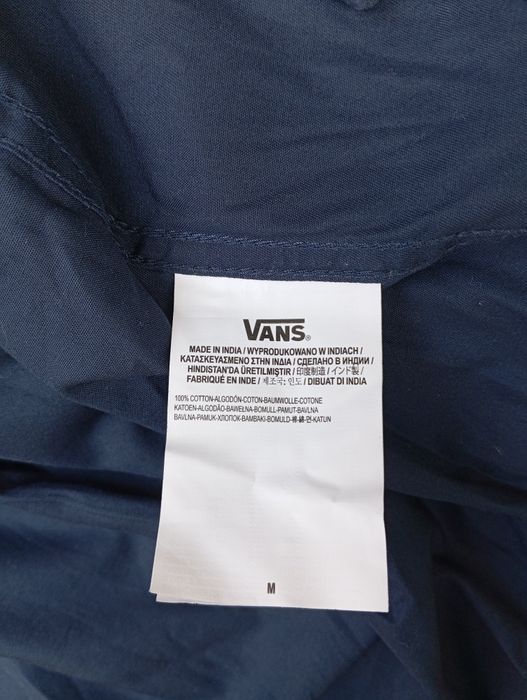 VANS®
MADE IN INDIA / WYPRODUKOWANO W INDIACH /
ΚΑΤΑΣΚΕΥΑΣΜΕΝΟ ΣΤΗΝ ΙΝΔΙΑ / СДЕЛАНО В ИНДИИ /
HINDISTAN'DA ÜRETILMIŞTIR / 印度制造 / インド製 /
FABRIQUÉ EN INDE / 제조국: 인도 / DIBUAT DI INDIA
100% COTTON-ALGODÓN-COTON-BAUMWOLLE-COTONE
KATOEN-ALGODÃO-BAWEŁNA-BOMULL-PAMUT-BAVLNA
BAVLNA-PAMUK-ХЛОПОК-ΒΑΜΒΑΚΙ-BOMULD-棉-綿-면-KATUN
M